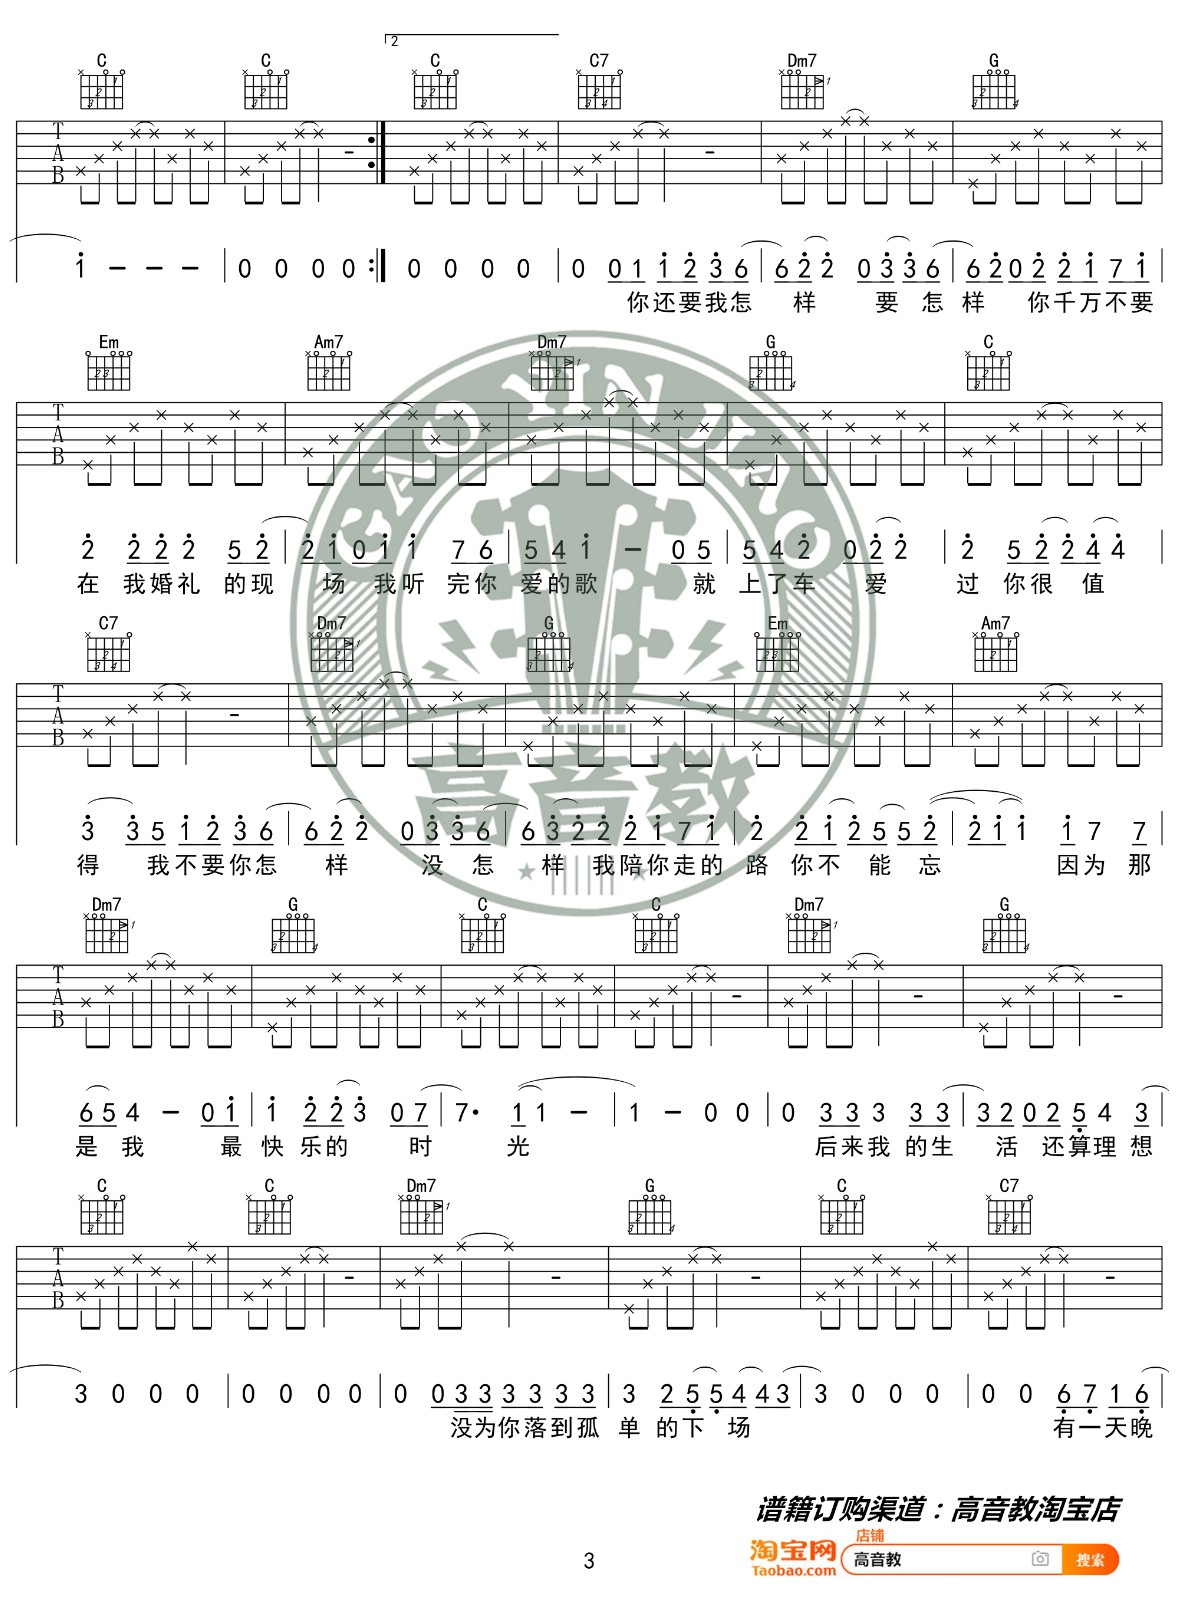 2
C C C C7 Dm7 G
1 - - - 0 0 0 0 0 0 0 0 0 0 1 1 2 3 6 6 2 2 0 3 3 6 6 2 0 2 2 1 7 1
你还要我怎 样 要 怎 样 你千万不要
Em Am7 Dm7 G C
2 2 2 2 5 2 2 1 0 1 1 7 6 5 4 1 - 0 5 5 4 2 0 2 2 2 5 2 2 4 4
在 我婚礼 的现 场 我听 完你 爱的歌 就 上了车 爱 过 你很 值
C7 Dm7 G Em Am7
3 3 5 1 2 3 6 6 2 2 0 3 3 6 6 3 2 2 1 7 1 2 2 1 2 5 5 2 2 1 1 1 7 7
得 我不要你怎 样 没 怎 样 我陪你走的 路 你不 能 忘 因为 那
Dm7 G C C Dm7 G
6 5 4 - 0 1 1 2 2 3 0 7 7· 1 1 - 1 - 0 0 0 3 3 3 3 3 3 2 0 2 5 4 3
是 我 最 快 乐的 时 光 后来我 的生 活 还算理 想
C C Dm7 G C C7
3 0 0 0 0 0 0 0 0 0 3 3 3 3 3 3 3 2 5 5 4 4 3 3 0 0 0 0 0 6 7 1 6
没为你落到孤 单 的下 场 有一天晚
谱籍订购渠道：高音教淘宝店
店铺
淘宝网 高音教 搜索
Taobao.com
3
GAO YIN JIAO
高音教